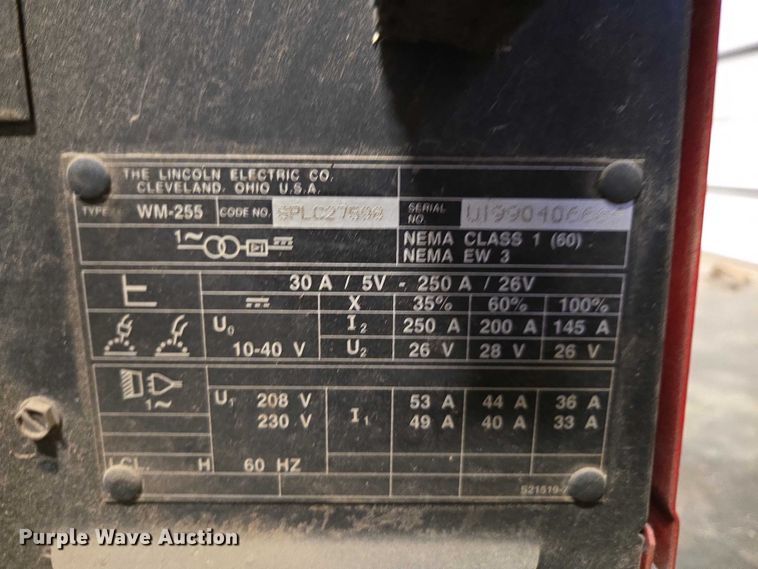 THE LINCOLN ELECTRIC CO.
CLEVELAND, OHIO U.S.A.
TYPE WM-255 CODE NO. SERIAL NO.
1~
NEMA CLASS 1 (60)
NEMA EW 3
30 A / 5V - 250 A / 26V
X 35% 60% 100%
U₀ I₂ 250 A 200 A 145 A
10-40 V U₂ 26 V 28 V 26 V
1~
U₁ 208 V I₁ 53 A 44 A 36 A
230 V 49 A 40 A 33 A
H 60 HZ
Purple Wave Auction